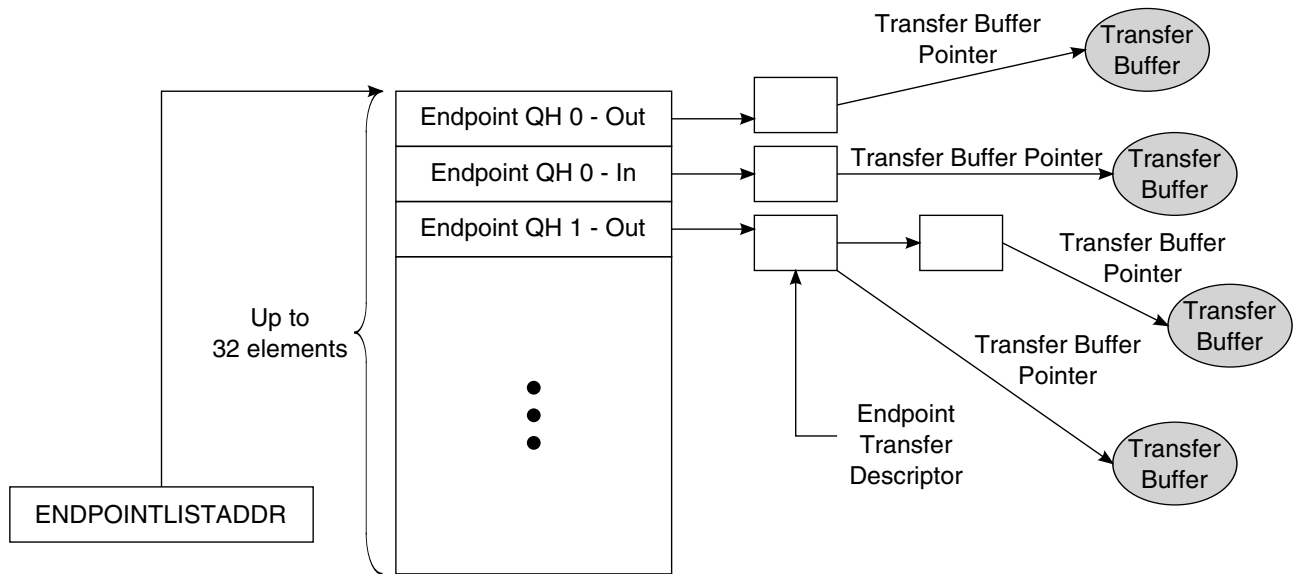 Transfer Buffer
Pointer
Transfer
Buffer
Endpoint QH 0 - Out
Endpoint QH 0 - In
Transfer Buffer Pointer
Transfer
Buffer
Endpoint QH 1 - Out
Transfer Buffer
Pointer
Transfer
Buffer
Up to
32 elements
Transfer Buffer
Pointer
Endpoint
Transfer
Descriptor
Transfer
Buffer
ENDPOINTLISTADDR